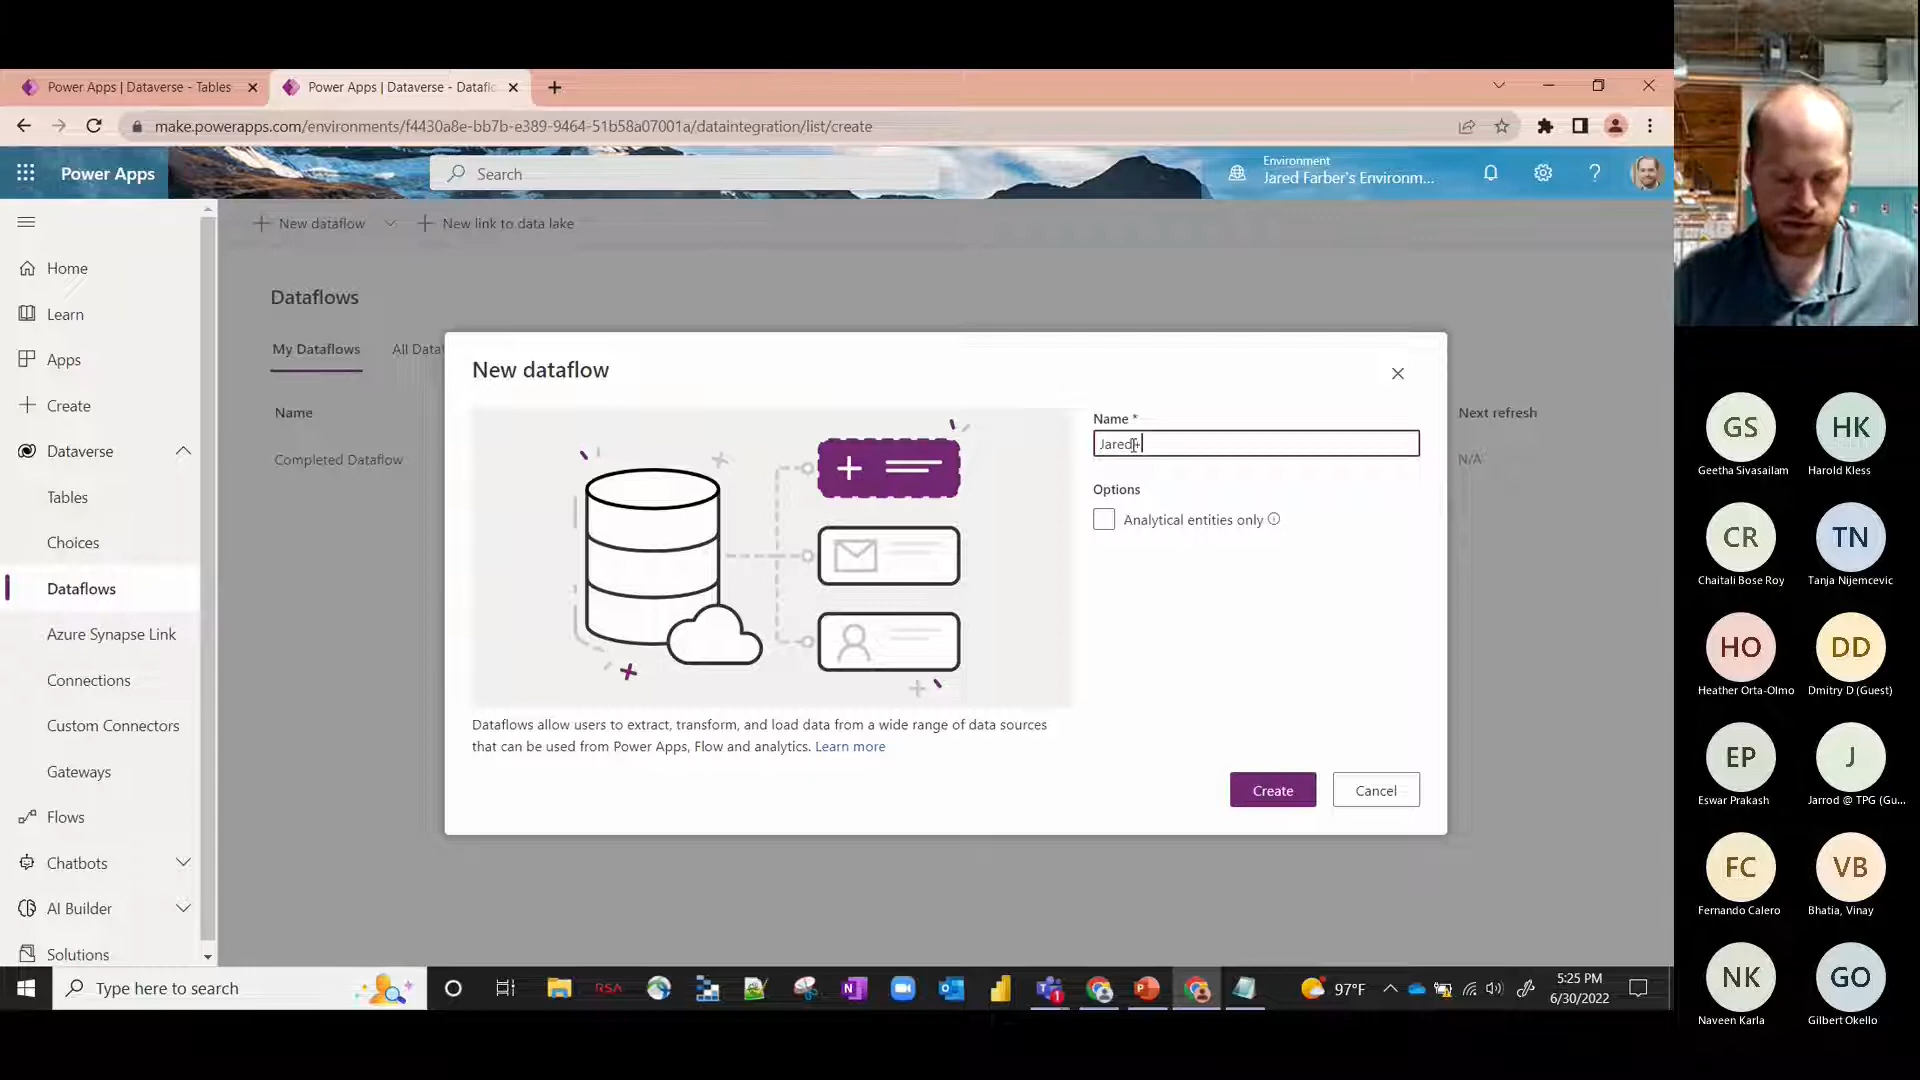 Power Apps | Dataverse - Tables
Power Apps | Dataverse - Datafl
make.powerapps.com/environments/f4430a8e-bb7b-e389-9464-51b58a07001a/dataintegration/list/create
Power Apps
Search
Environment
Jared Farber's Environm...
New dataflow
New link to data lake
Home
Learn
Apps
Create
Dataverse
Tables
Choices
Dataflows
Azure Synapse Link
Connections
Custom Connectors
Gateways
Flows
Chatbots
AI Builder
Solutions
Dataflows
My Dataflows
All Data
Name
Next refresh
Completed Dataflow
N/A
New dataflow
Name *
Jared
Options
Analytical entities only
Dataflows allow users to extract, transform, and load data from a wide range of data sources
that can be used from Power Apps, Flow and analytics. Learn more
Create
Cancel
Type here to search
RSA
97°F
5:25 PM
6/30/2022
GS
HK
Geetha Sivasailam
Harold Kless
CR
TN
Chaitali Bose Roy
Tanja Nijemcevic
HO
DD
Heather Orta-Olmo
Dmitry D (Guest)
EP
J
Eswar Prakash
Jarrod @ TPG (Gu...
FC
VB
Fernando Calero
Bhatia, Vinay
NK
GO
Naveen Karla
Gilbert Okello